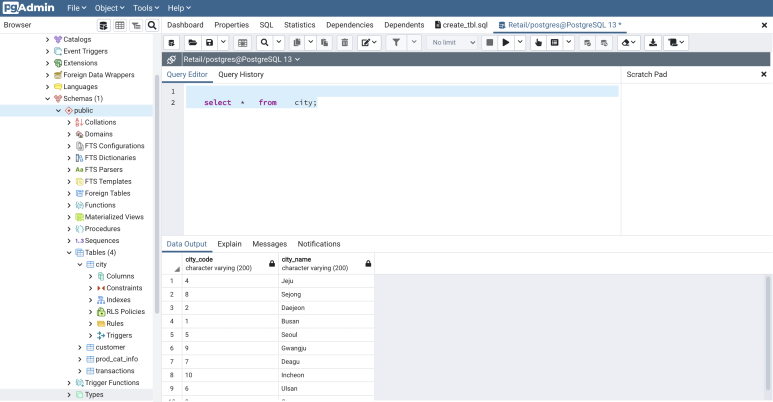 pgAdmin File Object Tools Help
Browser
Dashboard Properties SQL Statistics Dependencies Dependents create_tbl.sql Retail/postgres@PostgreSQL 13 *
Catalogs
Event Triggers
Extensions
Foreign Data Wrappers
Languages
Schemas (1)
public
Collations
Domains
FTS Configurations
FTS Dictionaries
FTS Parsers
FTS Templates
Foreign Tables
Functions
Materialized Views
Procedures
1.3 Sequences
Tables (4)
city
Columns
Constraints
Indexes
RLS Policies
Rules
Triggers
customer
prod_cat_info
transactions
Trigger Functions
Types
No limit
Retail/postgres@PostgreSQL 13
Query Editor Query History
Scratch Pad
1
2 select * from city;
Data Output Explain Messages Notifications
city_code city_name
character varying (200) character varying (200)
1 4 Jeju
2 8 Sejong
3 2 Daejeon
4 1 Busan
5 5 Seoul
6 9 Gwangju
7 7 Deagu
8 10 Incheon
9 6 Ulsan